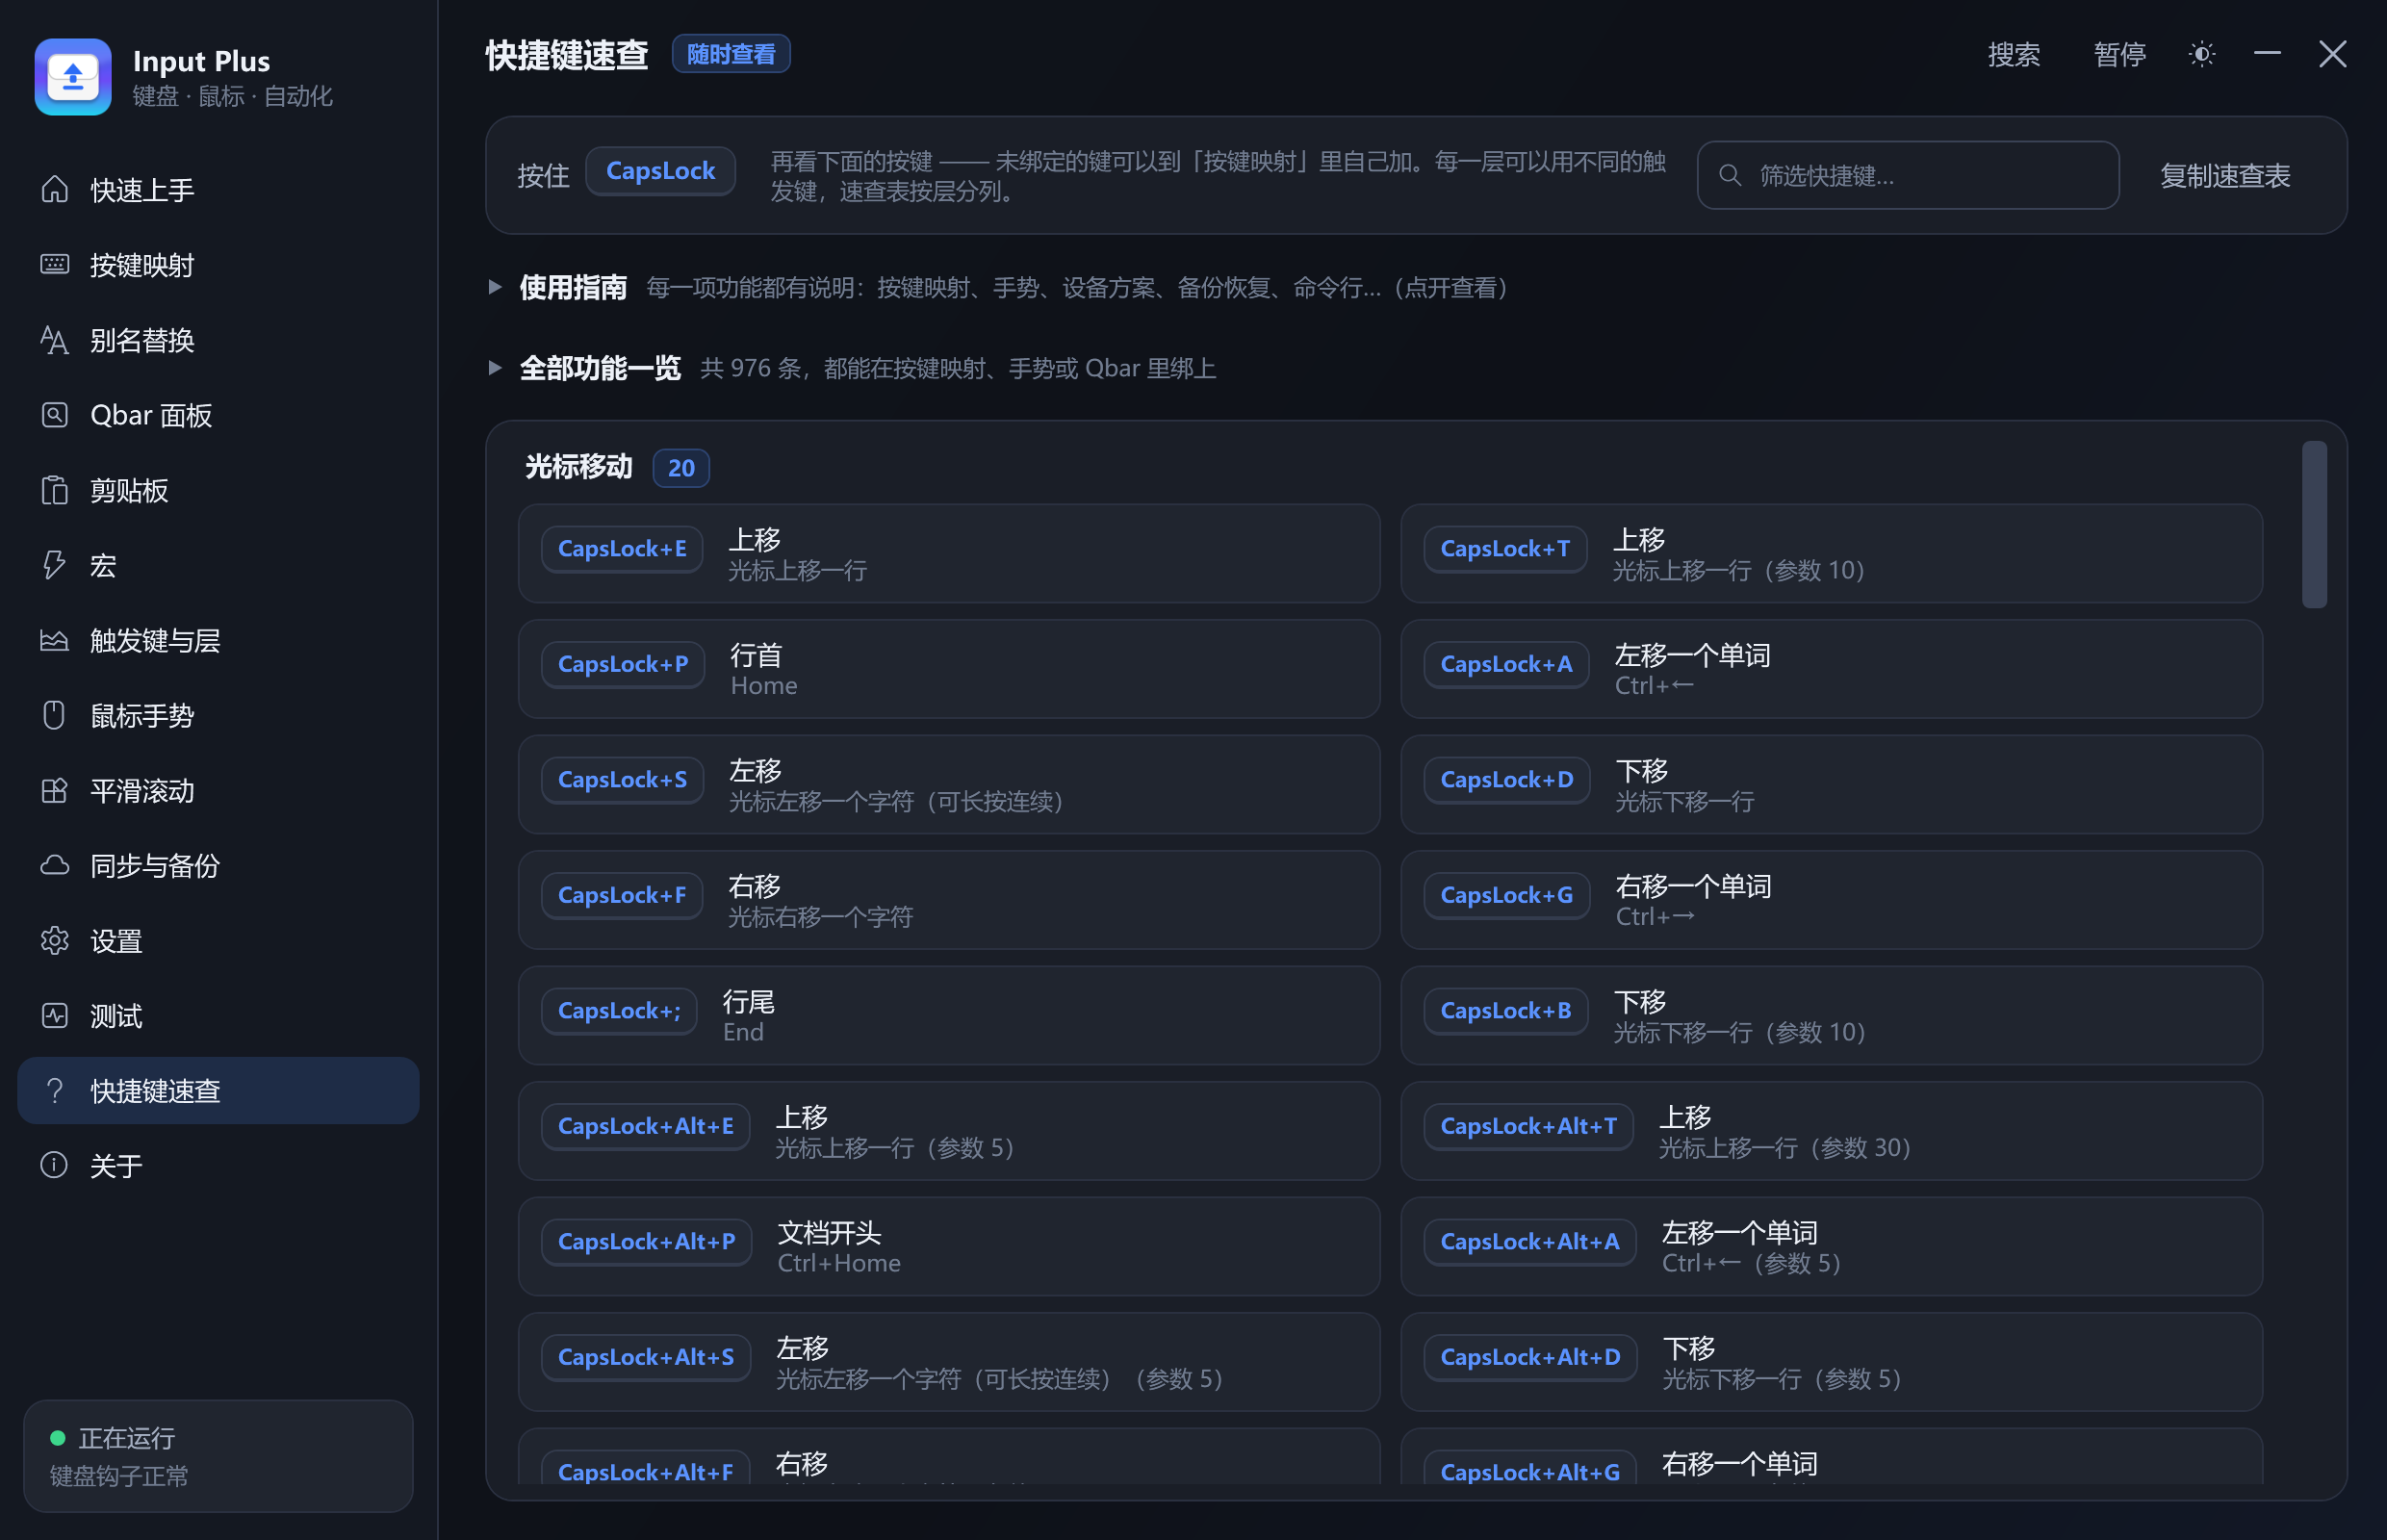 Input Plus
键盘 · 鼠标 · 自动化
快速上手
按键映射
别名替换
Qbar 面板
剪贴板
宏
触发键与层
鼠标手势
平滑滚动
同步与备份
设置
测试
快捷键速查
关于
正在运行
键盘钩子正常
快捷键速查 随时查看
搜索 暂停
按住 CapsLock
再看下面的按键 —— 未绑定的键可以到「按键映射」里自己加。每一层可以用不同的触
发键，速查表按层分列。
筛选快捷键...
复制速查表
使用指南 每一项功能都有说明：按键映射、手势、设备方案、备份恢复、命令行...（点开查看）
全部功能一览 共 976 条，都能在按键映射、手势或 Qbar 里绑上
光标移动 20
CapsLock+E 上移
光标上移一行
CapsLock+T 上移
光标上移一行（参数 10）
CapsLock+P 行首
Home
CapsLock+A 左移一个单词
Ctrl+←
CapsLock+S 左移
光标左移一个字符（可长按连续）
CapsLock+D 下移
光标下移一行
CapsLock+F 右移
光标右移一个字符
CapsLock+G 右移一个单词
Ctrl+→
CapsLock+; 行尾
End
CapsLock+B 下移
光标下移一行（参数 10）
CapsLock+Alt+E 上移
光标上移一行（参数 5）
CapsLock+Alt+T 上移
光标上移一行（参数 30）
CapsLock+Alt+P 文档开头
Ctrl+Home
CapsLock+Alt+A 左移一个单词
Ctrl+←（参数 5）
CapsLock+Alt+S 左移
光标左移一个字符（可长按连续）（参数 5）
CapsLock+Alt+D 下移
光标下移一行（参数 5）
CapsLock+Alt+F 右移
CapsLock+Alt+G 右移一个单词